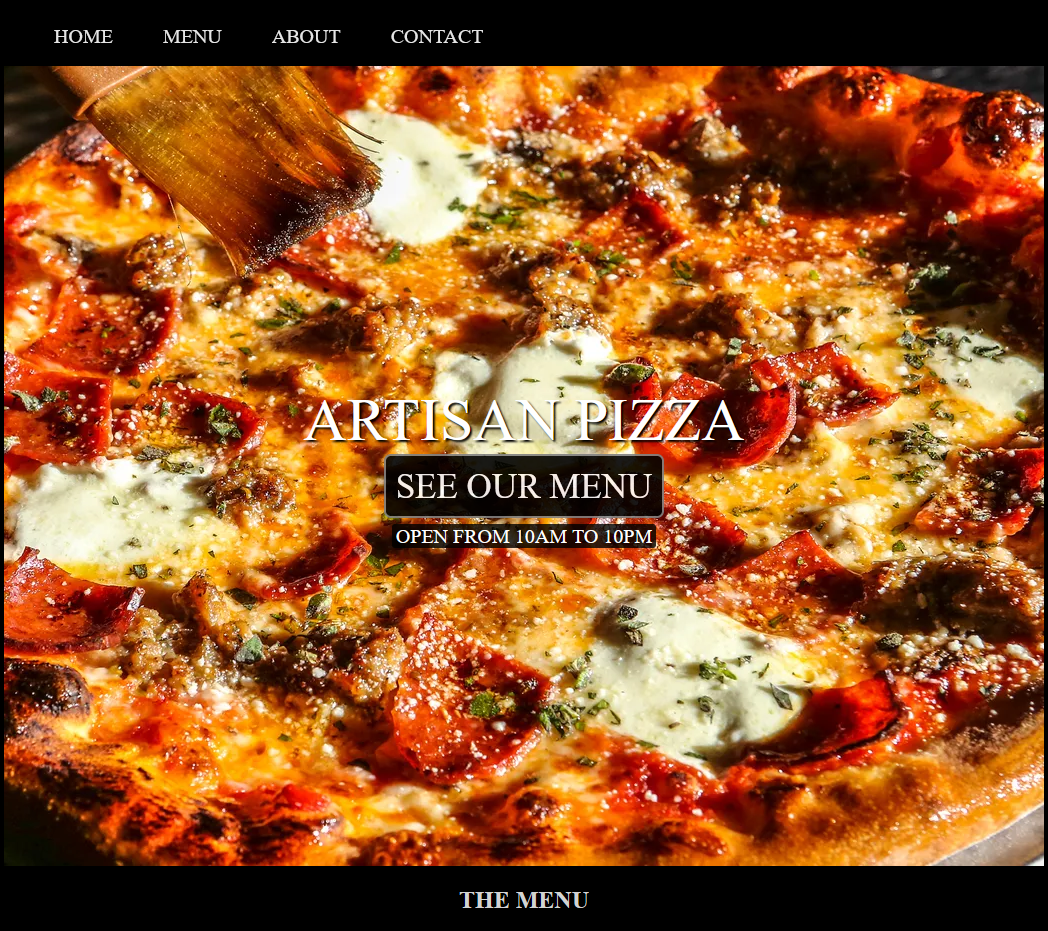 HOME MENU ABOUT CONTACT
ARTISAN PIZZA
SEE OUR MENU
OPEN FROM 10AM TO 10PM
THE MENU